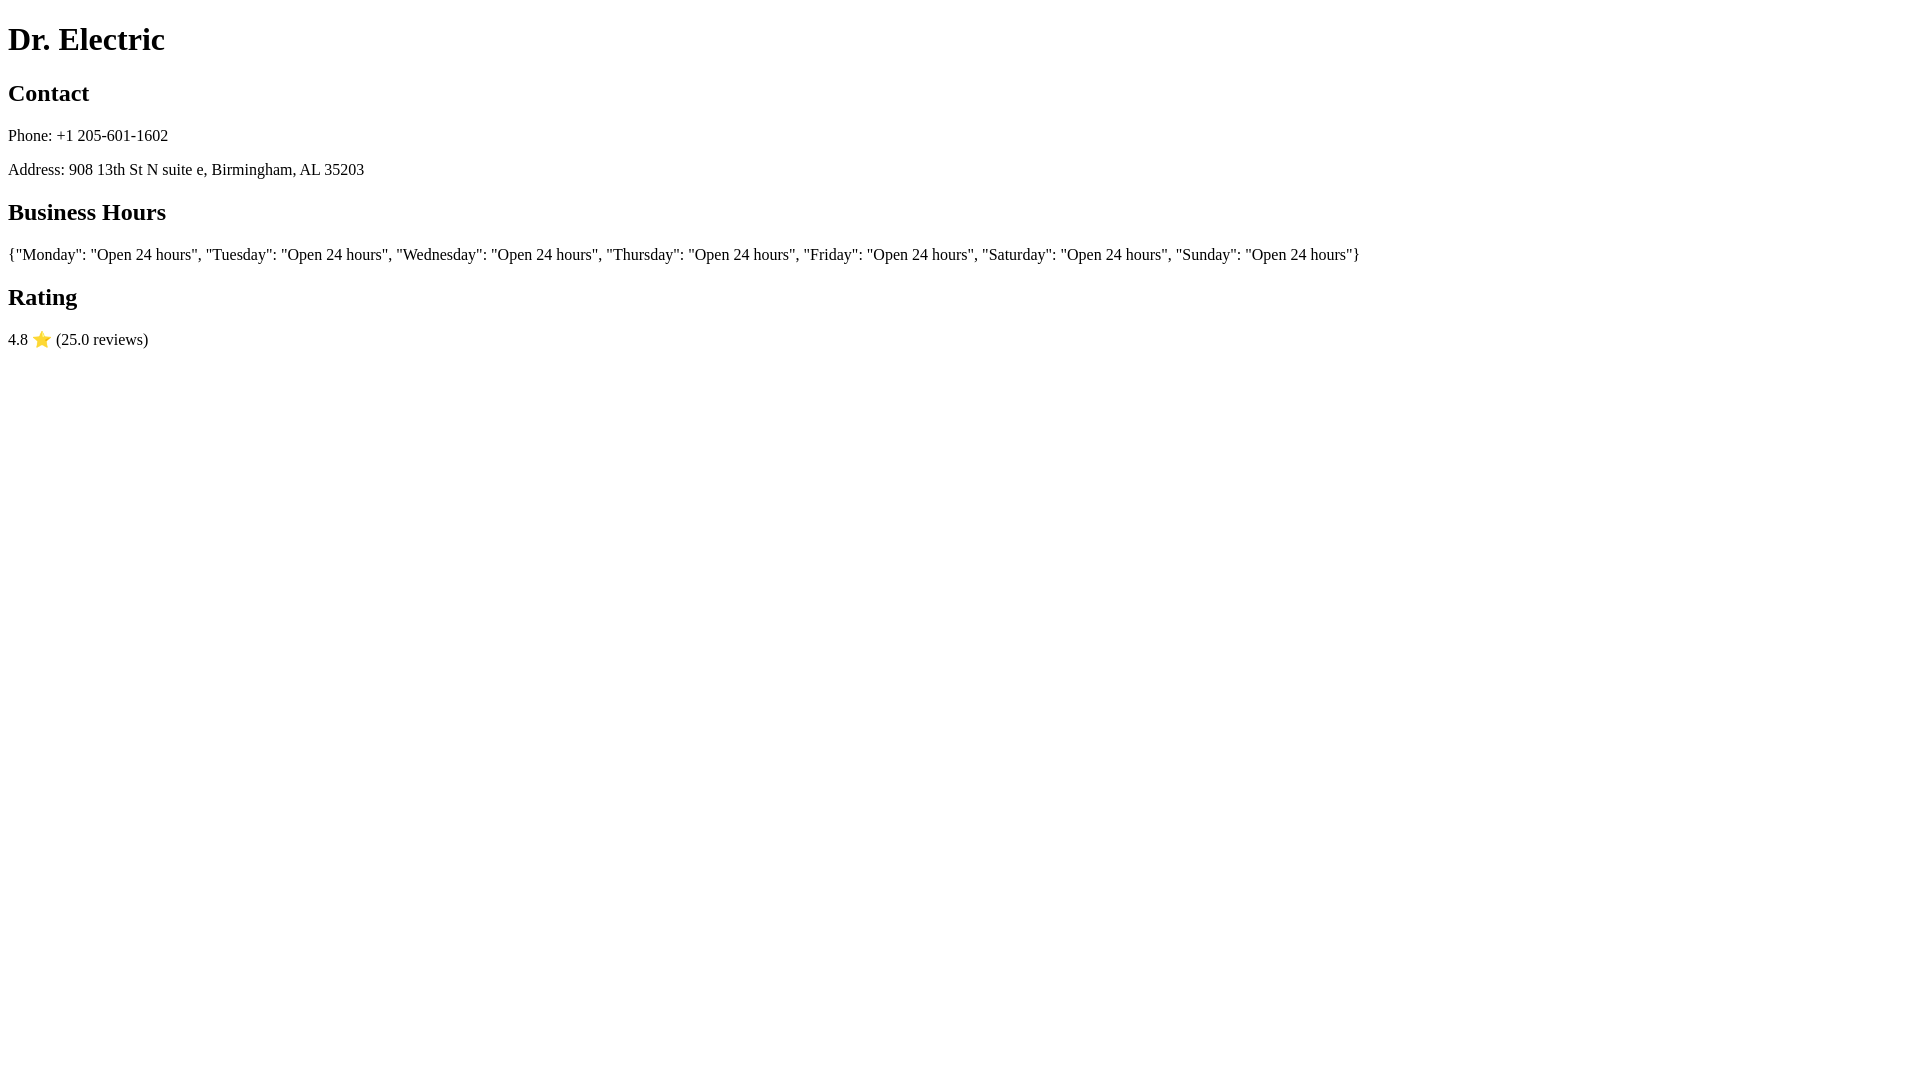 Dr. Electric
Contact
Phone: +1 205-601-1602
Address: 908 13th St N suite e, Birmingham, AL 35203
Business Hours
{"Monday": "Open 24 hours", "Tuesday": "Open 24 hours", "Wednesday": "Open 24 hours", "Thursday": "Open 24 hours", "Friday": "Open 24 hours", "Saturday": "Open 24 hours", "Sunday": "Open 24 hours"}
Rating
4.8 ⭐ (25.0 reviews)